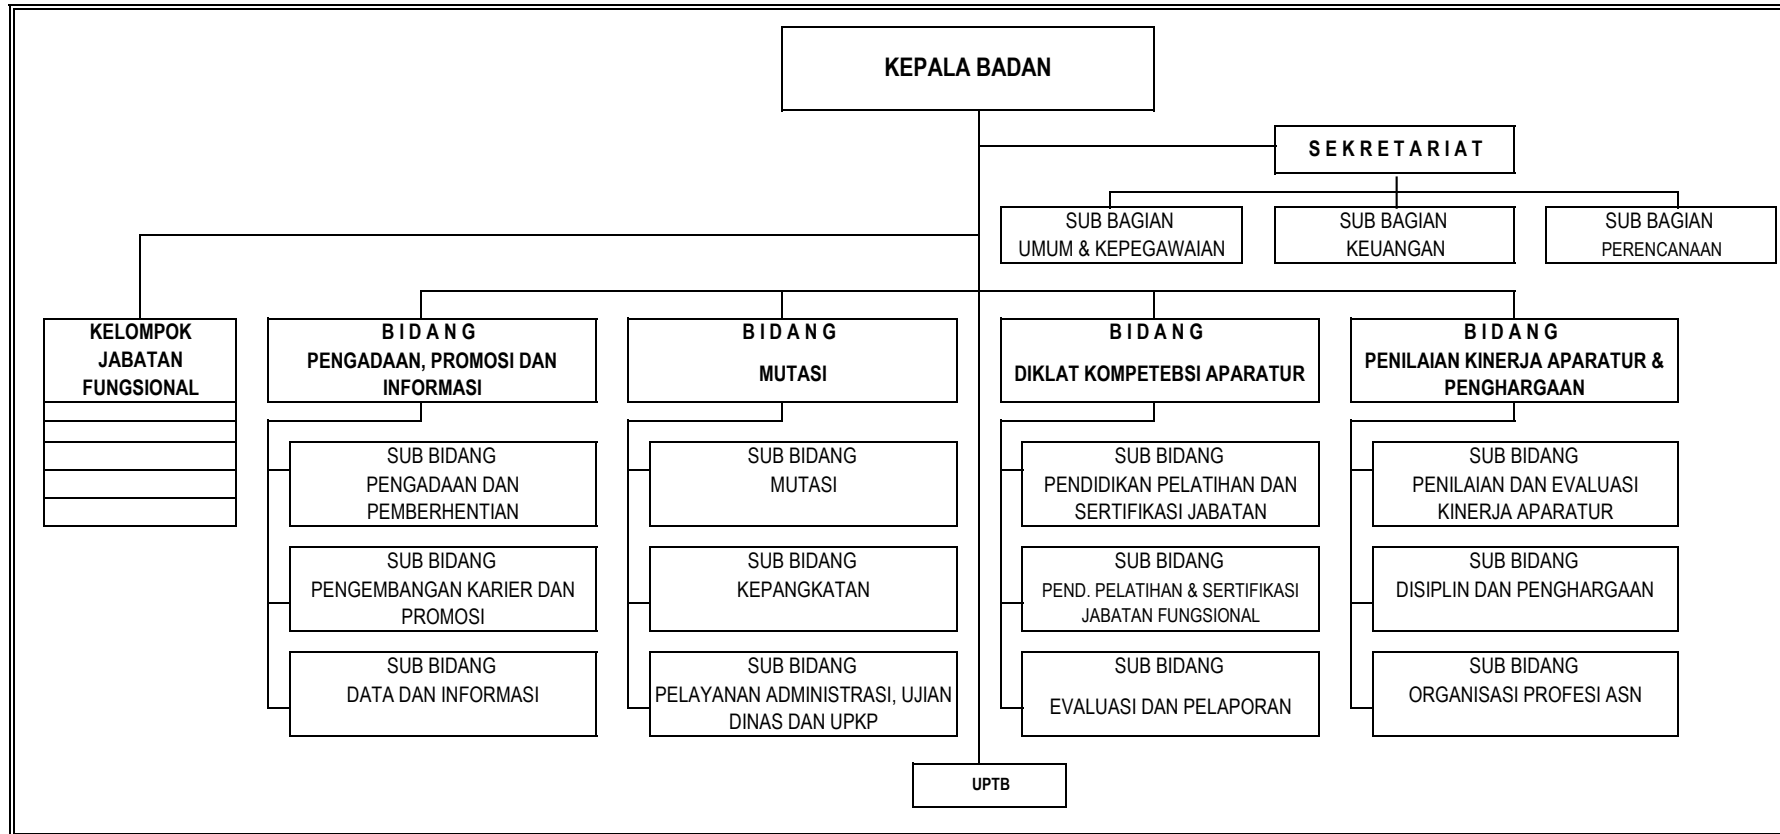 KEPALA BADAN
S E K R E T A R I A T
SUB BAGIAN
UMUM & KEPEGAWAIAN
SUB BAGIAN
KEUANGAN
SUB BAGIAN
PERENCANAAN
KELOMPOK
JABATAN
FUNGSIONAL
B I D A N G
PENGADAAN, PROMOSI DAN
INFORMASI
B I D A N G
MUTASI
B I D A N G
DIKLAT KOMPETEBSI APARATUR
B I D A N G
PENILAIAN KINERJA APARATUR &
PENGHARGAAN
SUB BIDANG
PENGADAAN DAN
PEMBERHENTIAN
SUB BIDANG
MUTASI
SUB BIDANG
PENDIDIKAN PELATIHAN DAN
SERTIFIKASI JABATAN
SUB BIDANG
PENILAIAN DAN EVALUASI
KINERJA APARATUR
SUB BIDANG
PENGEMBANGAN KARIER DAN
PROMOSI
SUB BIDANG
KEPANGKATAN
SUB BIDANG
PEND. PELATIHAN & SERTIFIKASI
JABATAN FUNGSIONAL
SUB BIDANG
DISIPLIN DAN PENGHARGAAN
SUB BIDANG
DATA DAN INFORMASI
SUB BIDANG
PELAYANAN ADMINISTRASI, UJIAN
DINAS DAN UPKP
SUB BIDANG
EVALUASI DAN PELAPORAN
SUB BIDANG
ORGANISASI PROFESI ASN
UPTB